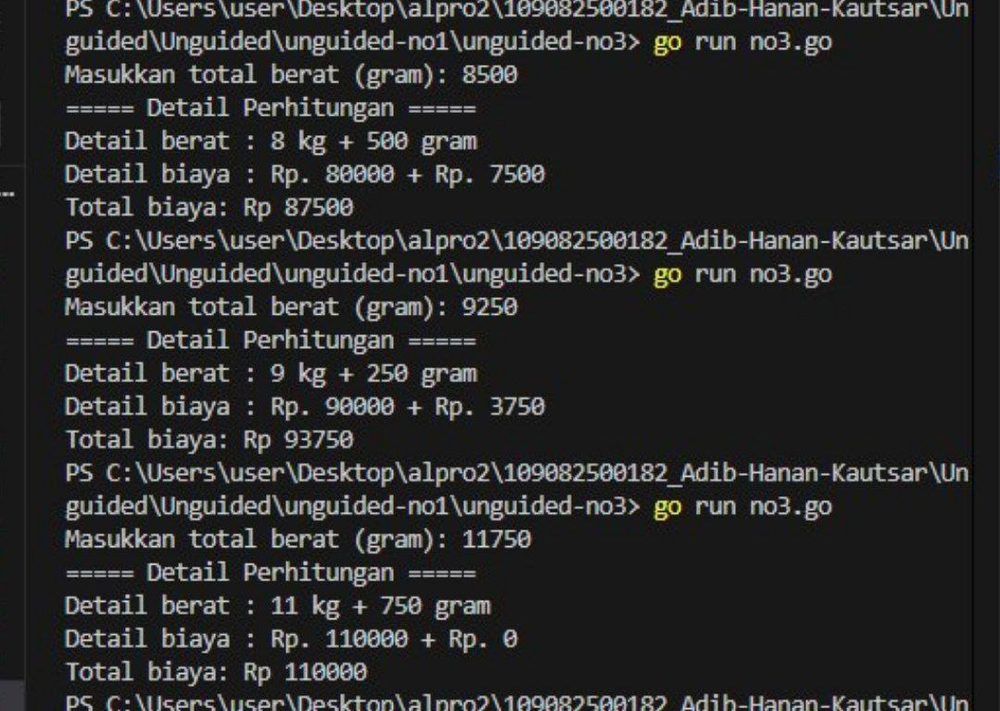 PS C:\Users\user\Desktop\alpro2\109082500182_Adib-Hanan-Kautsar\Un
guided\Unguided\unguided-no1\unguided-no3> go run no3.go
Masukkan total berat (gram): 8500
===== Detail Perhitungan =====
Detail berat : 8 kg + 500 gram
Detail biaya : Rp. 80000 + Rp. 7500
Total biaya: Rp 87500
PS C:\Users\user\Desktop\alpro2\109082500182_Adib-Hanan-Kautsar\Un
guided\Unguided\unguided-no1\unguided-no3> go run no3.go
Masukkan total berat (gram): 9250
===== Detail Perhitungan =====
Detail berat : 9 kg + 250 gram
Detail biaya : Rp. 90000 + Rp. 3750
Total biaya: Rp 93750
PS C:\Users\user\Desktop\alpro2\109082500182_Adib-Hanan-Kautsar\Un
guided\Unguided\unguided-no1\unguided-no3> go run no3.go
Masukkan total berat (gram): 11750
===== Detail Perhitungan =====
Detail berat : 11 kg + 750 gram
Detail biaya : Rp. 110000 + Rp. 0
Total biaya: Rp 110000
PS C:\Users\user\Desktop\alpro2\109082500182_Adib-Hanan-Kautsar\Un